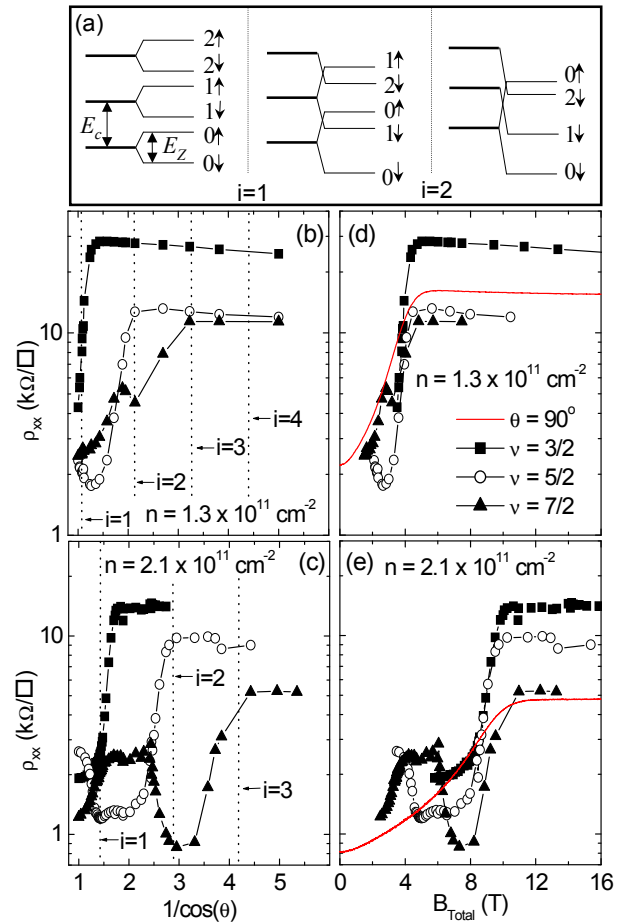 (a)
2↑
2↓
1↑
1↓
0↑
0↓
E_c
E_Z
i=1
1↑
2↓
0↑
1↓
0↓
i=2
0↑
2↓
1↓
0↓
(b)
10
1
ρ_xx (kΩ/□)
i=4
i=3
i=2
i=1 n = 1.3 x 10^11 cm^-2
(d)
n = 1.3 x 10^11 cm^-2
θ = 90^o
ν = 3/2
ν = 5/2
ν = 7/2
n = 2.1 x 10^11 cm^-2 (c)
10
1
ρ_xx (kΩ/□)
i=2
i=3
i=1
1 2 3 4 5 6
1/cos(θ)
(e)
n = 2.1 x 10^11 cm^-2
0 4 8 12 16
B_Total (T)